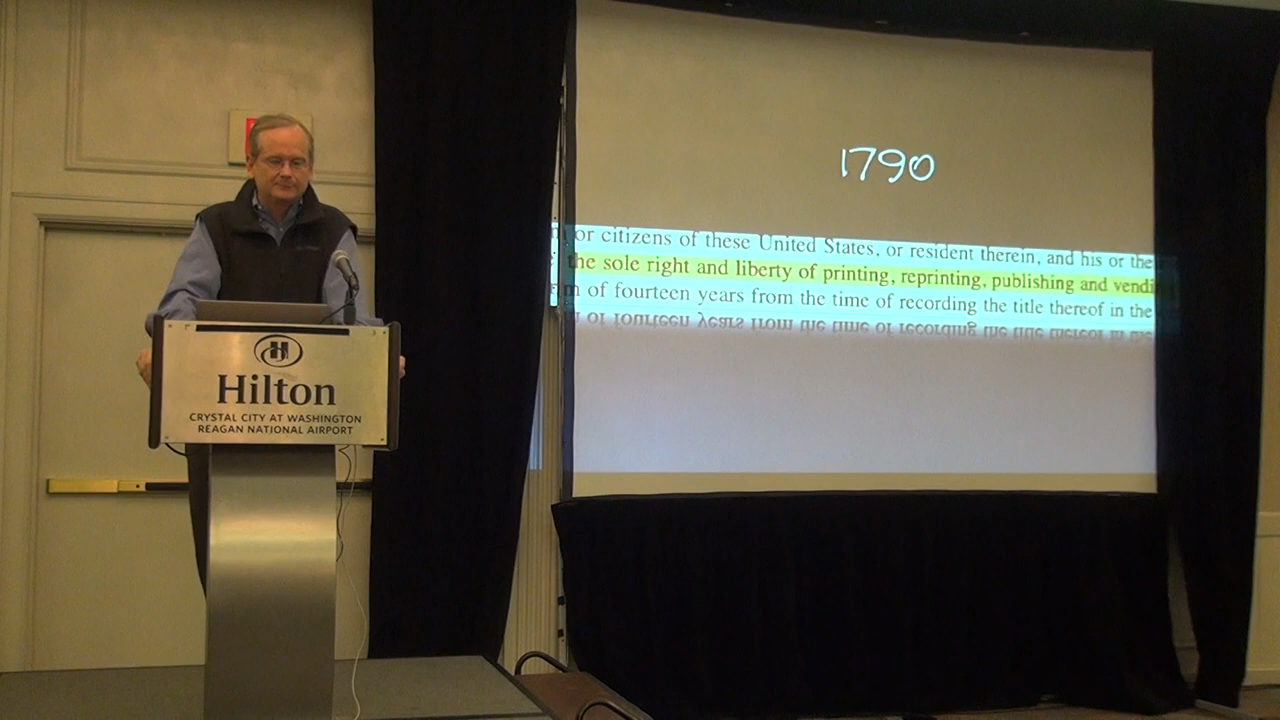 1790
or citizens of these United States, or resident therein, and his or the
the sole right and liberty of printing, reprinting, publishing and vendi
m of fourteen years from the time of recording the title thereof in the
H
Hilton
CRYSTAL CITY AT WASHINGTON
REAGAN NATIONAL AIRPORT